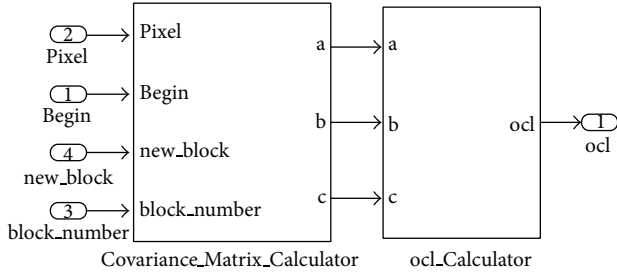 2
Pixel
1
Begin
4
new_block
3
block_number
Pixel
Begin
new_block
block_number
a
b
c
Covariance_Matrix_Calculator
a
b
c
ocl
ocl_Calculator
1
ocl